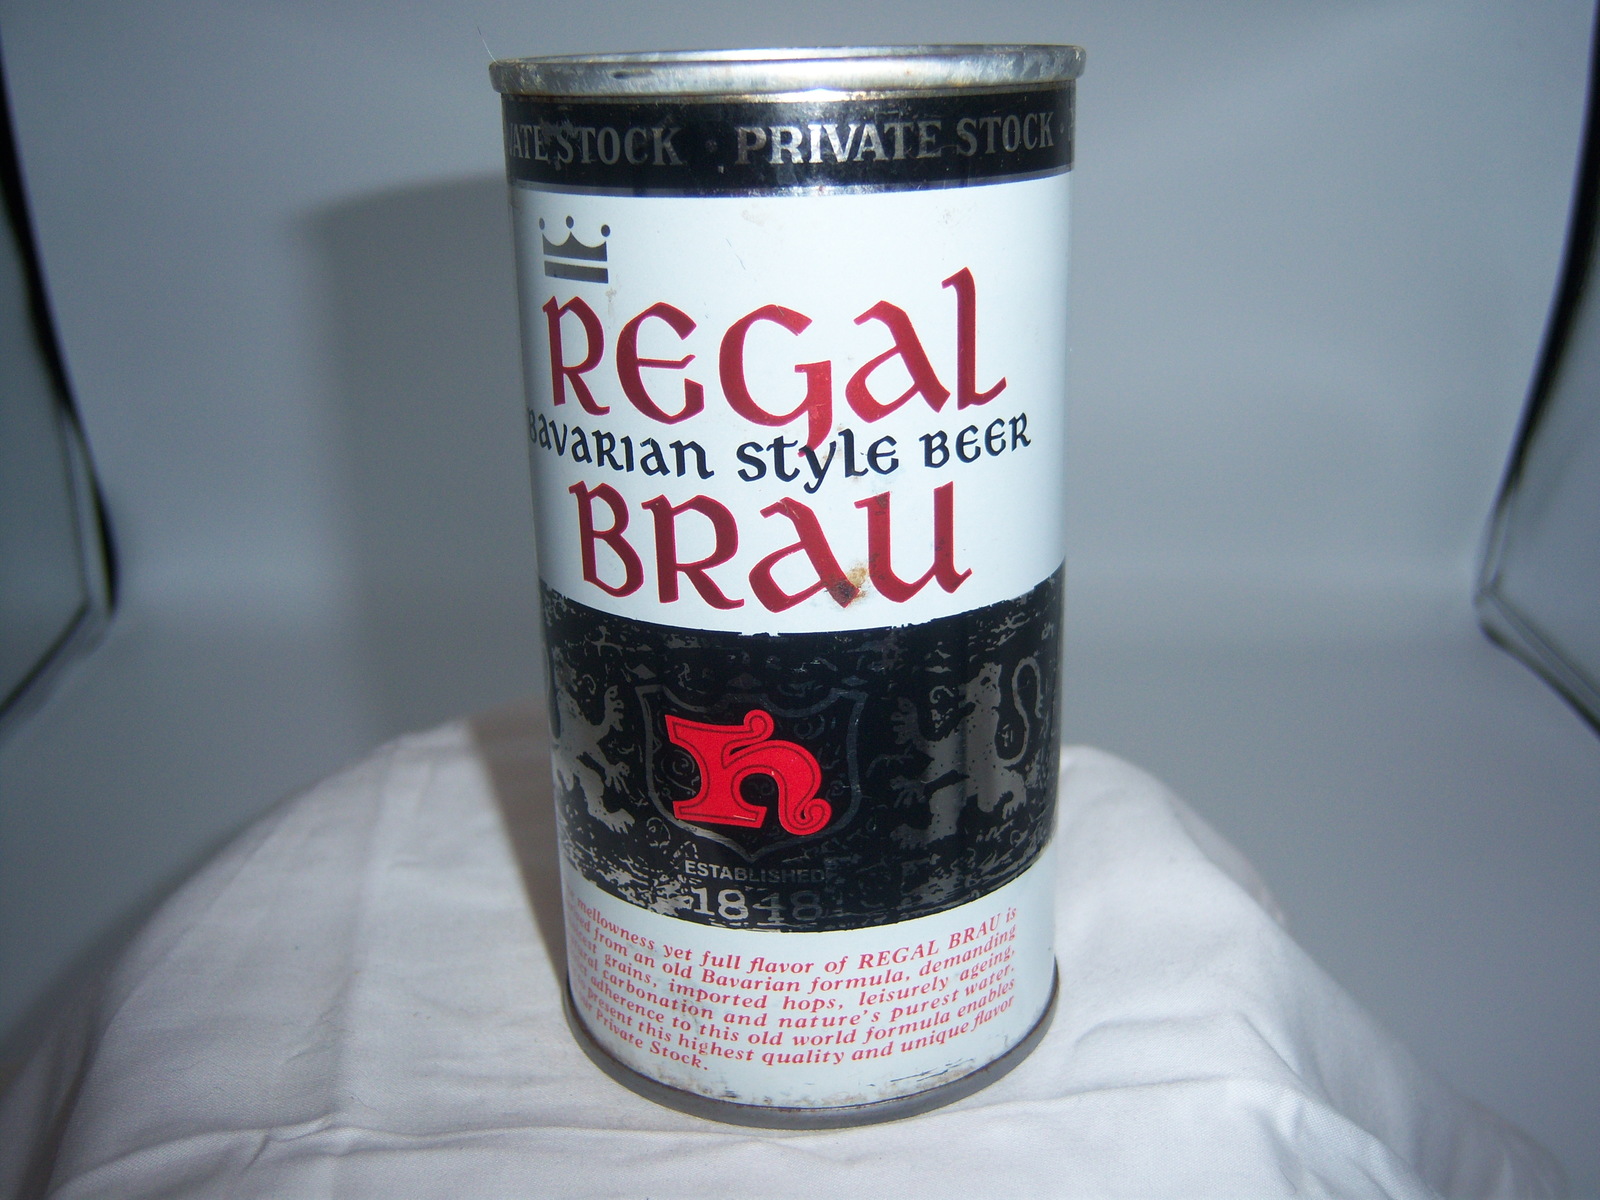 ATE STOCK · PRIVATE STOCK ·
REGAL
BAVARIAN STYLE BEER
BRAU
h
ESTABLISHED
1848
mellowness yet full flavor of REGAL BRAU is
from an old Bavarian formula, demanding
grains, imported hops, leisurely ageing,
carbonation and nature's purest water.
adherence to this old world formula enables
present this highest quality and unique flavor
Private Stock.